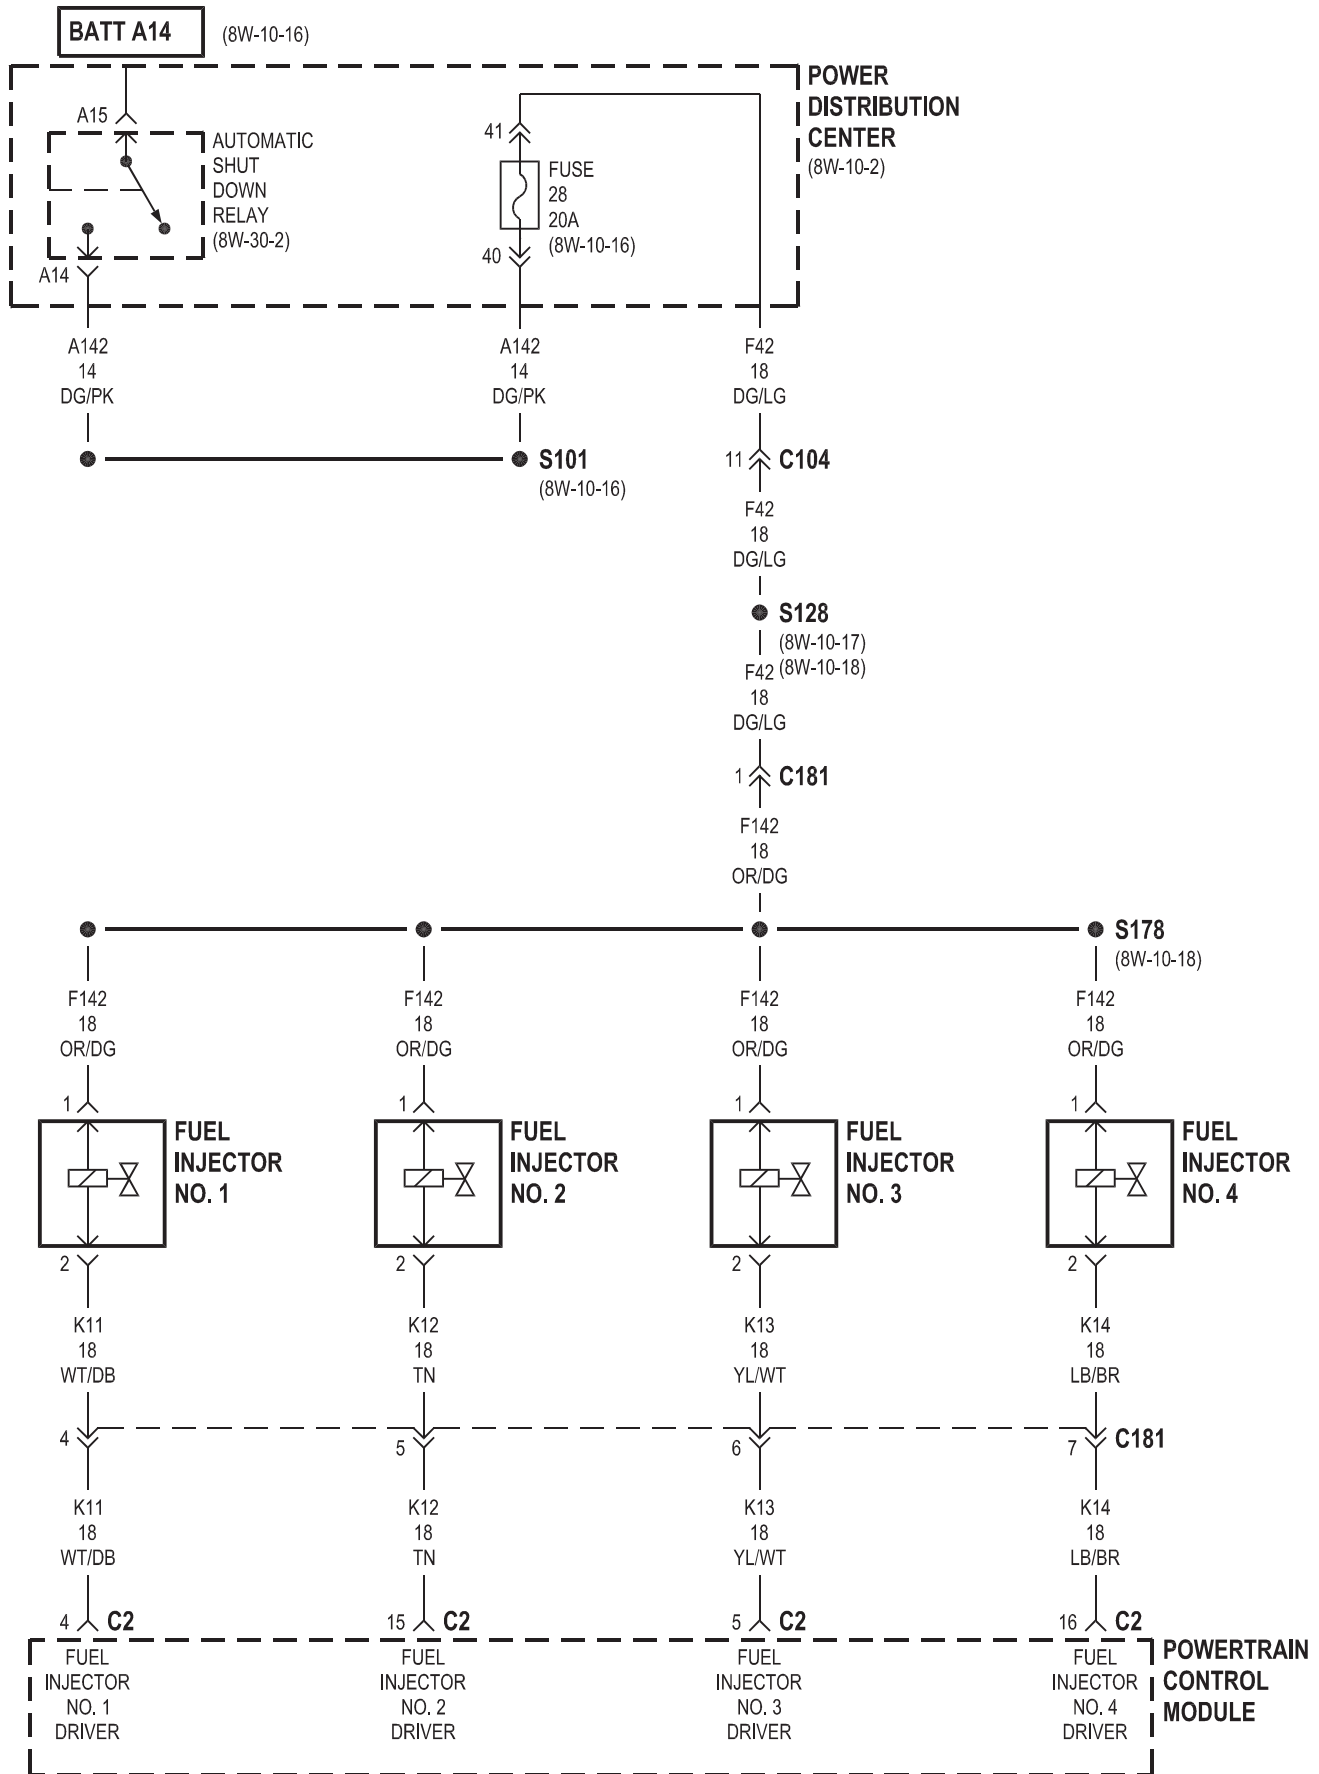 BATT A14 (8W-10-16)
POWER
DISTRIBUTION
CENTER
(8W-10-2)
A15
AUTOMATIC
SHUT
DOWN
RELAY
(8W-30-2)
A14
41
FUSE
28
20A
(8W-10-16)
40
A142
14
DG/PK
A142
14
DG/PK
F42
18
DG/LG
S101
(8W-10-16)
11 C104
F42
18
DG/LG
S128
(8W-10-17)
(8W-10-18)
F42
18
DG/LG
1 C181
F142
18
OR/DG
S178
(8W-10-18)
F142
18
OR/DG
F142
18
OR/DG
F142
18
OR/DG
F142
18
OR/DG
1
FUEL
INJECTOR
NO. 1
2
1
FUEL
INJECTOR
NO. 2
2
1
FUEL
INJECTOR
NO. 3
2
1
FUEL
INJECTOR
NO. 4
2
K11
18
WT/DB
K12
18
TN
K13
18
YL/WT
K14
18
LB/BR
4
5
6
7 C181
K11
18
WT/DB
K12
18
TN
K13
18
YL/WT
K14
18
LB/BR
4 C2
15 C2
5 C2
16 C2
FUEL
INJECTOR
NO. 1
DRIVER
FUEL
INJECTOR
NO. 2
DRIVER
FUEL
INJECTOR
NO. 3
DRIVER
FUEL
INJECTOR
NO. 4
DRIVER
POWERTRAIN
CONTROL
MODULE